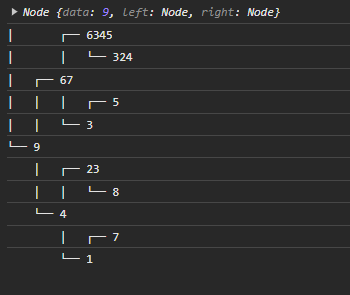 ▶ Node {data: 9, left: Node, right: Node}
│       ┌── 6345
│       │   └── 324
│   ┌── 67
│   │   │   ┌── 5
│   │   └── 3
└── 9
    │   ┌── 23
    │   │   └── 8
    └── 4
        │   ┌── 7
        └── 1